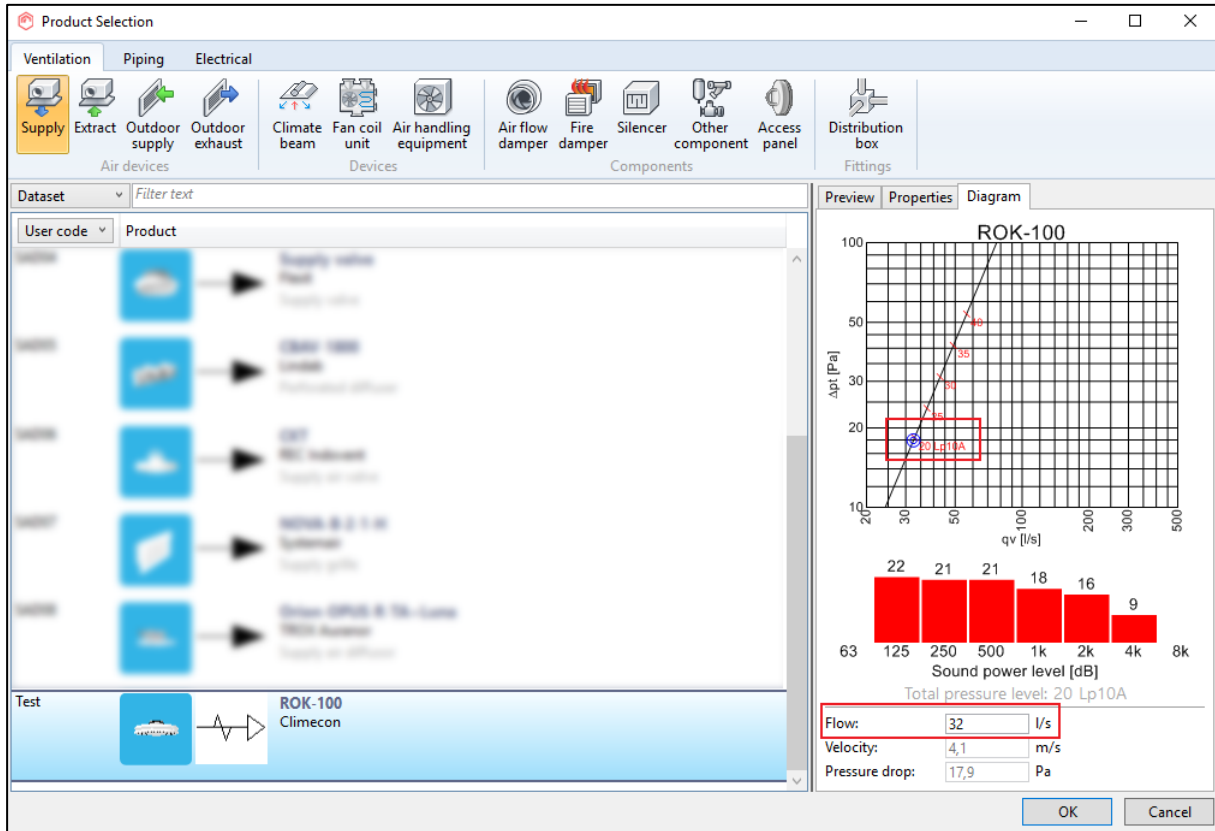 Product Selection
Ventilation Piping Electrical
Supply Extract Outdoor supply Outdoor exhaust Climate beam Fan coil unit Air handling equipment Air flow damper Fire damper Silencer Other component Access panel Distribution box
Air devices Devices Components Fittings
Dataset Filter text
Preview Properties Diagram
User code Product
ROK-100
100
50
30
20
10
Δpt [Pa]
40
35
30
25
20 Lp10A
20 30 50 100 200 300 500
qv [l/s]
22 21 21 18 16 9
63 125 250 500 1k 2k 4k 8k
Sound power level [dB]
Total pressure level: 20 Lp10A
Test
ROK-100
Climecon
Flow: 32 l/s
Velocity: 4,1 m/s
Pressure drop: 17,9 Pa
OK Cancel